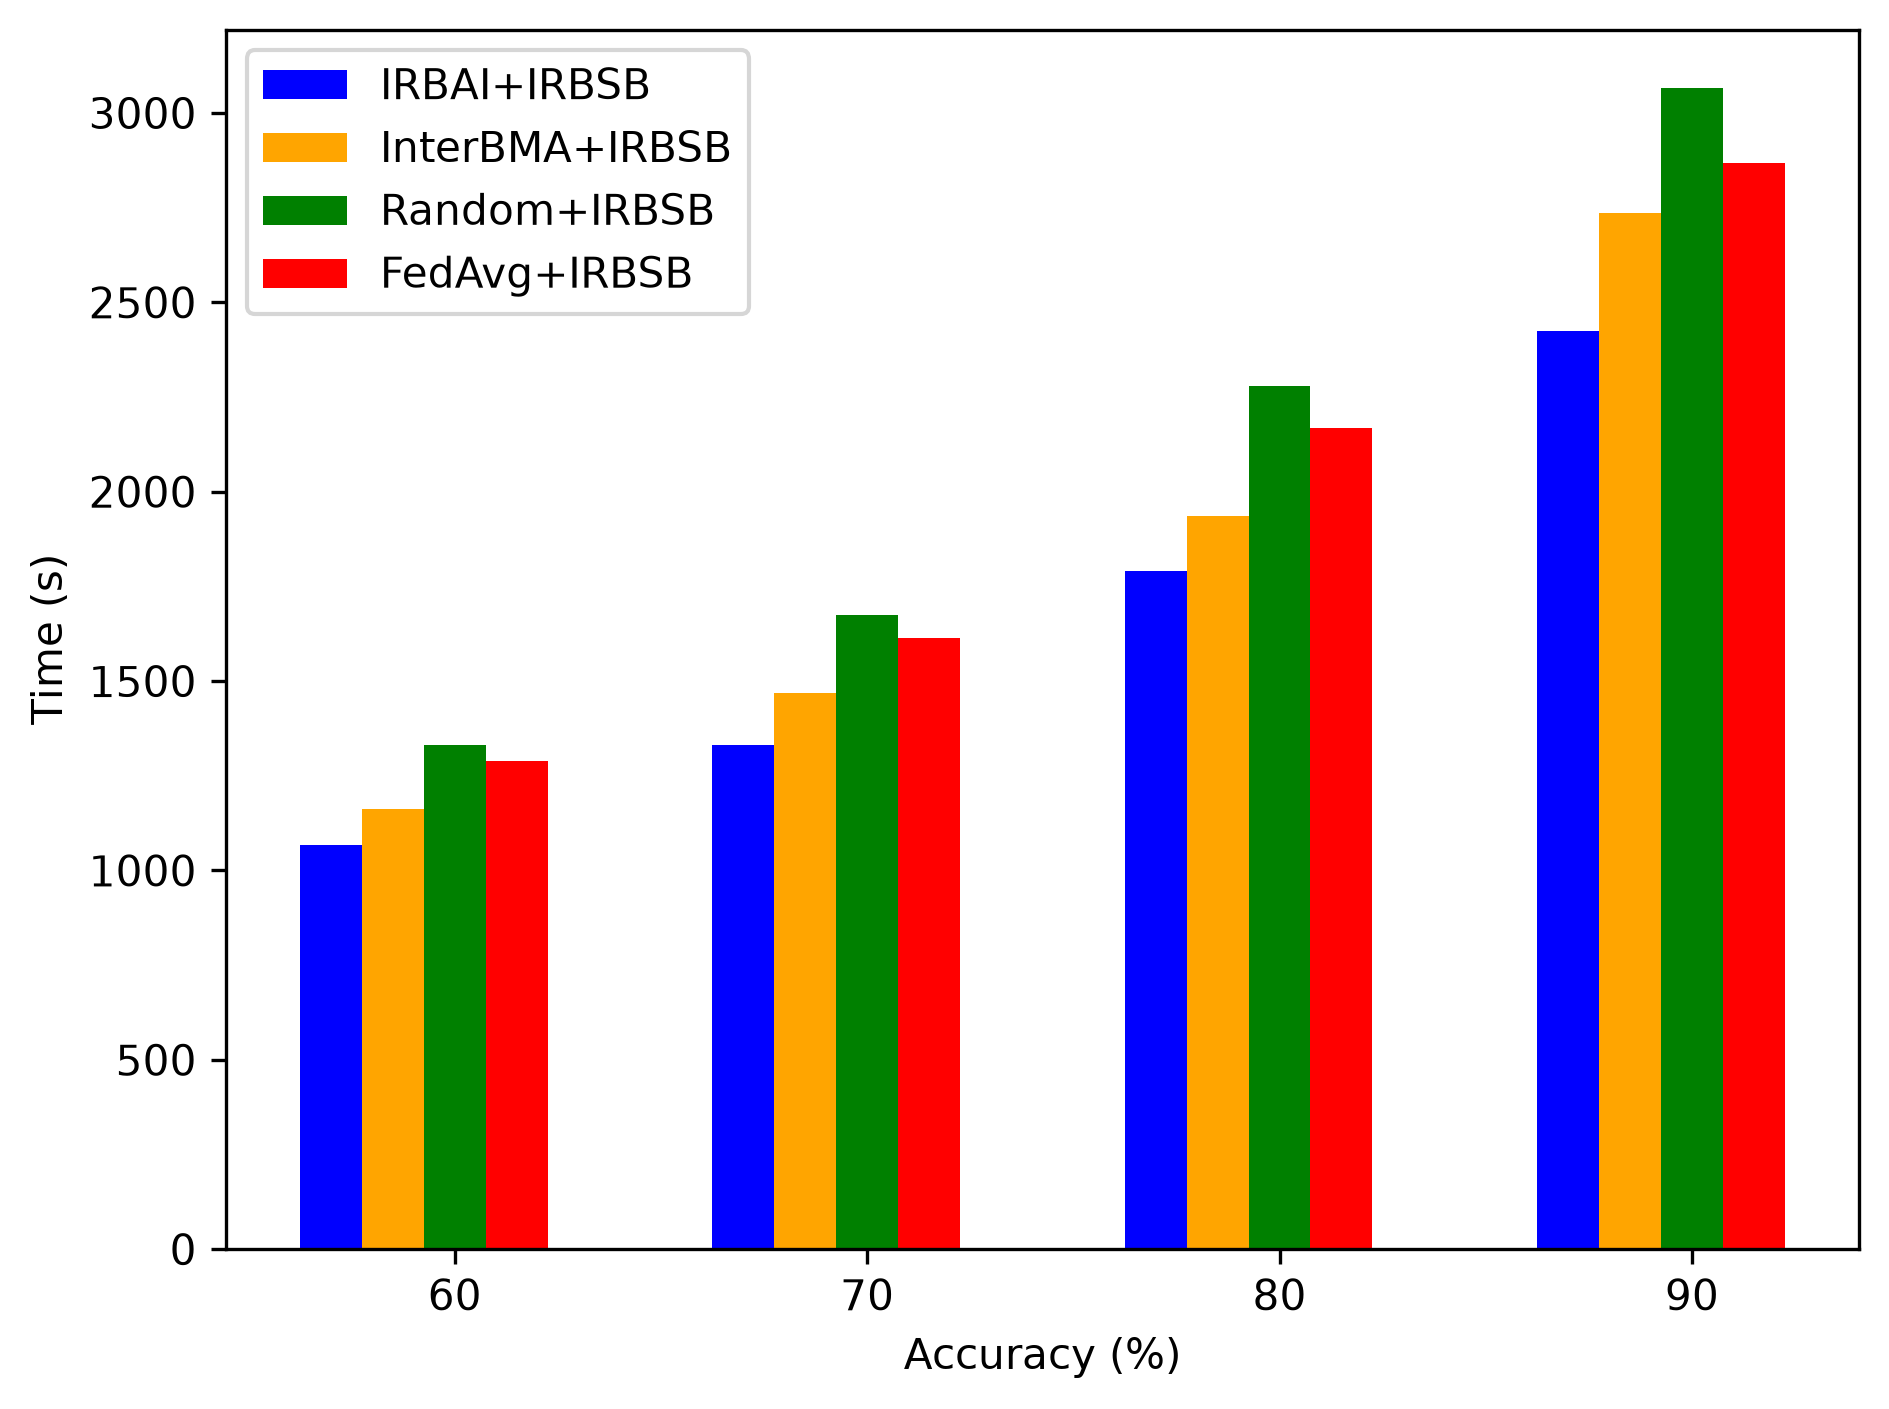 IRBAI+IRBSB
InterBMA+IRBSB
Random+IRBSB
FedAvg+IRBSB
3000
2500
2000
1500
1000
500
0
Time (s)
60 70 80 90
Accuracy (%)